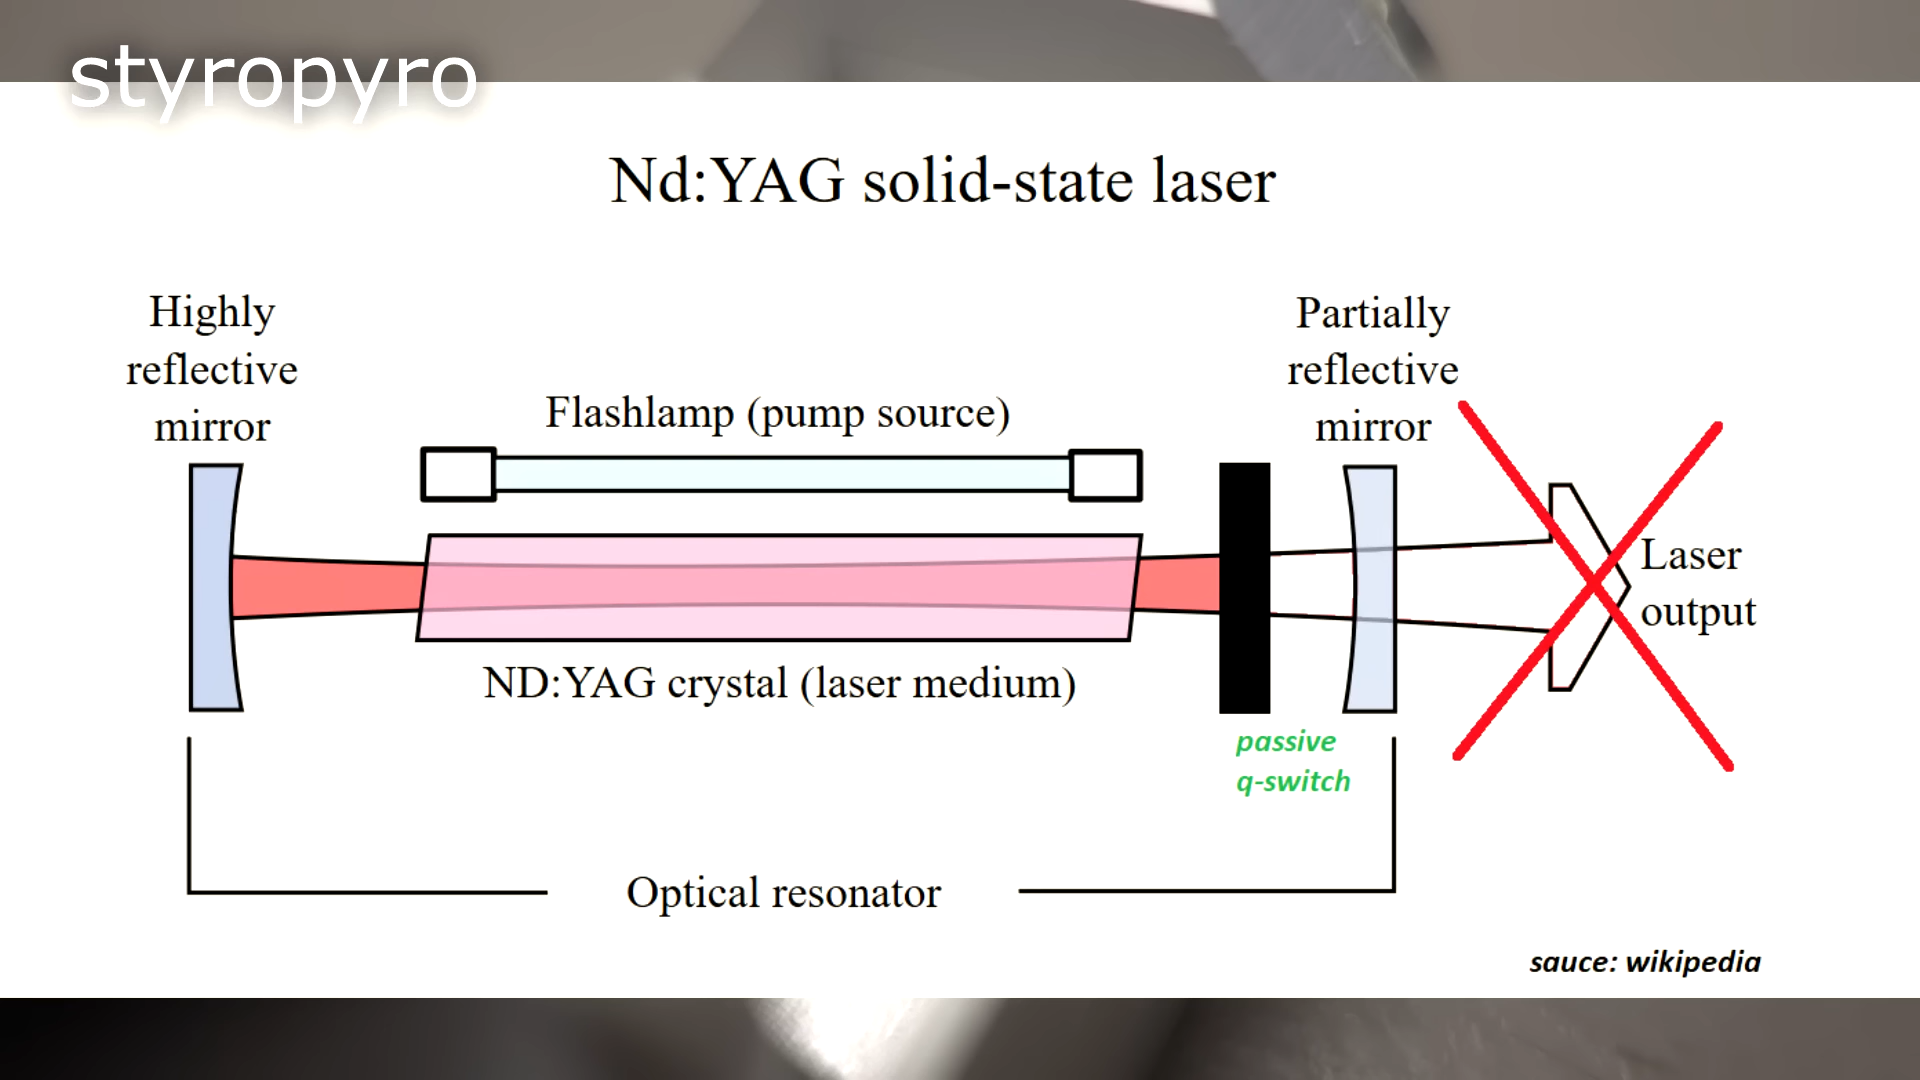 styropyro
Nd:YAG solid-state laser
Highly
reflective
mirror
Flashlamp (pump source)
Partially
reflective
mirror
Laser
output
ND:YAG crystal (laser medium)
passive
q-switch
Optical resonator
sauce: wikipedia